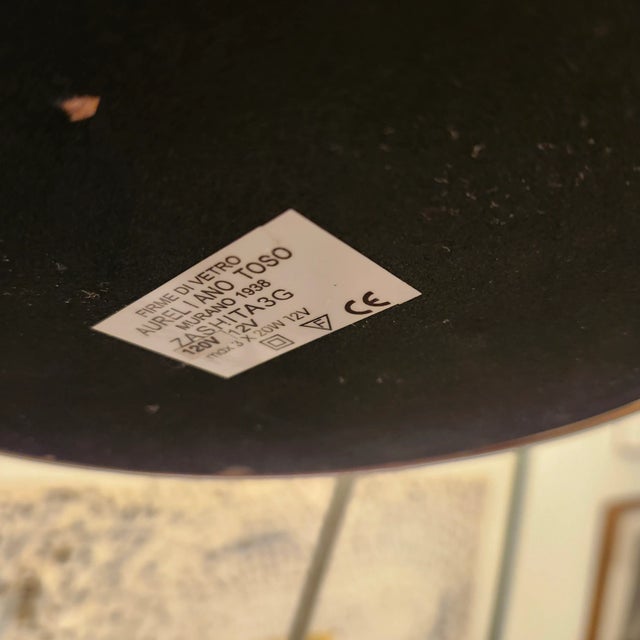 FIRME DI VETRO
AURELIANO TOSO
MURANO 1938
ZASHITA3G
120V 12V
max. 3 X 20W 12V
CE